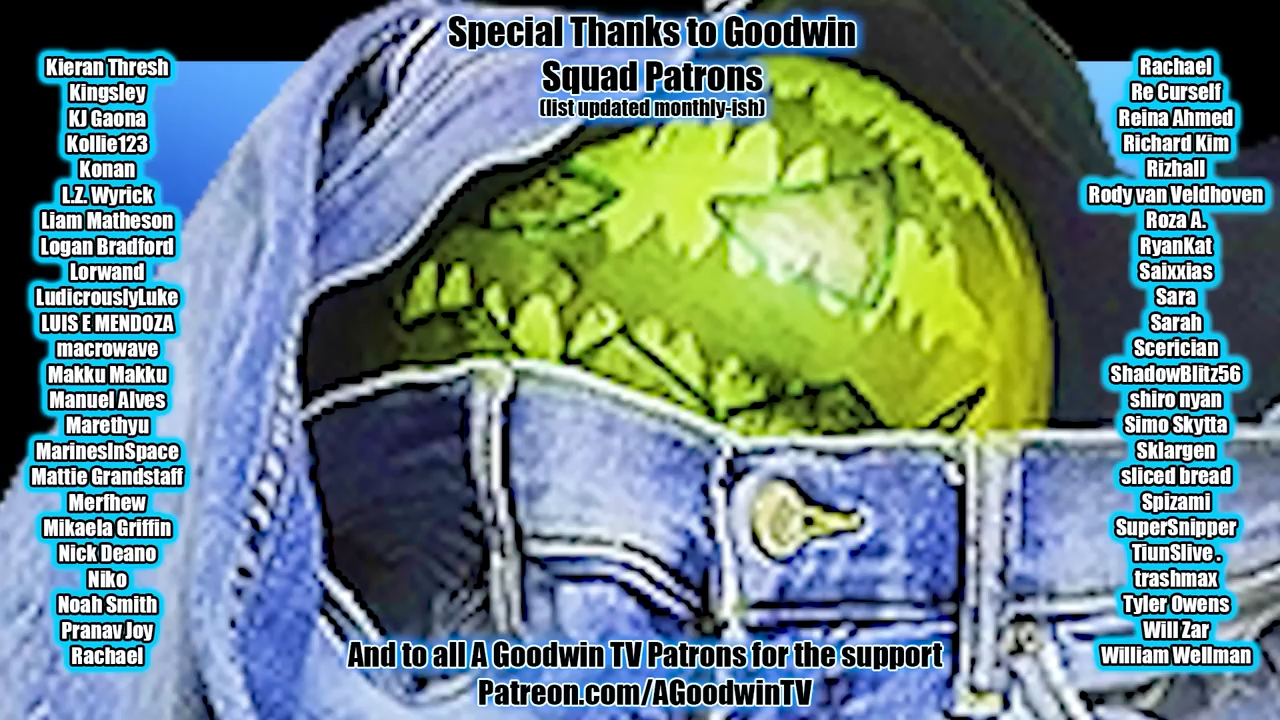 Special Thanks to Goodwin
Squad Patrons
(list updated monthly-ish)
Kieran Thresh
Kingsley
KJ Gaona
Kollie123
Konan
L.Z. Wyrick
Liam Matheson
Logan Bradford
Lorwand
LudicrouslyLuke
LUIS E MENDOZA
macrowave
Makku Makku
Manuel Alves
Marethyu
MarinesInSpace
Mattie Grandstaff
Merfhew
Mikaela Griffin
Nick Deano
Niko
Noah Smith
Pranav Joy
Rachael
Rachael
Re Curself
Reina Ahmed
Richard Kim
Rizhall
Rody van Veldhoven
Roza A.
RyanKat
Saixxias
Sara
Sarah
Scerician
ShadowBlitz56
shiro nyan
Simo Skytta
Sklargen
sliced bread
Spizami
SuperSnipper
TiunSlive .
trashmax
Tyler Owens
Will Zar
William Wellman
And to all A Goodwin TV Patrons for the support
Patreon.com/AGoodwinTV